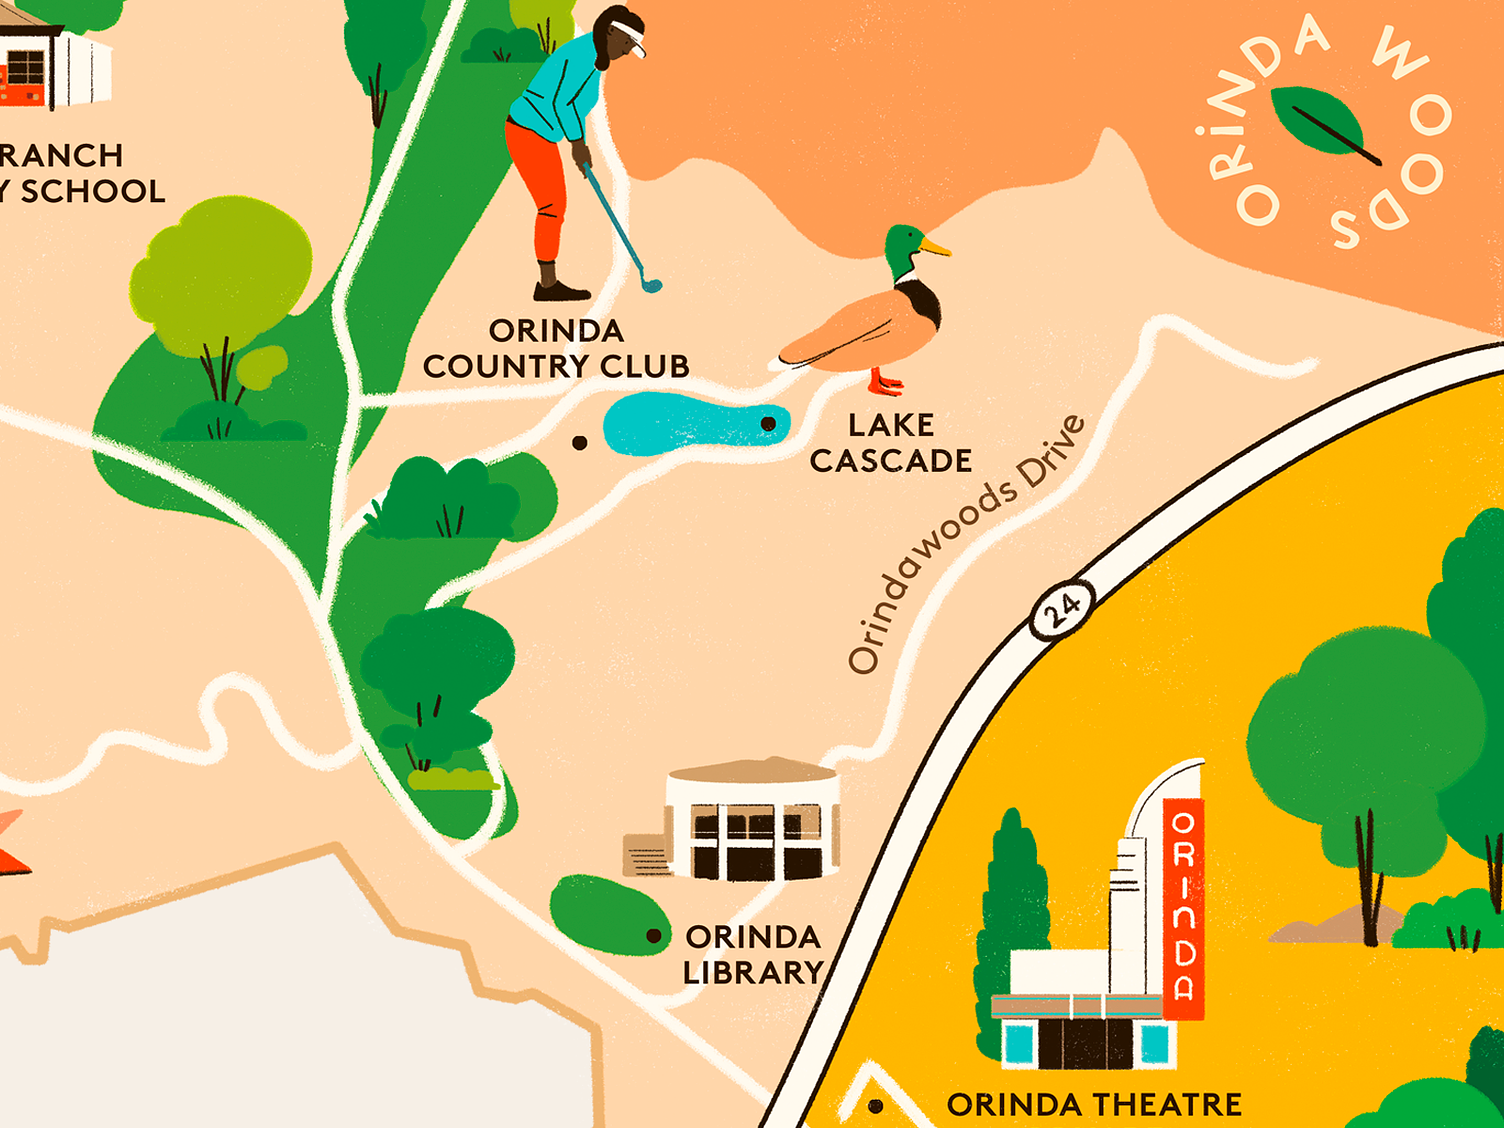 ORINDA WOODS
RANCH
Y SCHOOL
ORINDA
COUNTRY CLUB
LAKE
CASCADE
Orindawoods Drive
24
ORINDA
ORINDA
LIBRARY
ORINDA THEATRE